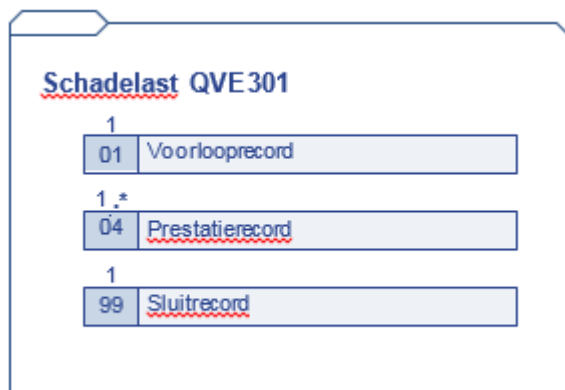 Schadelast QVE301
1
01 Voorlooprecord
1 .*
04 Prestatierecord
1
99 Sluitrecord